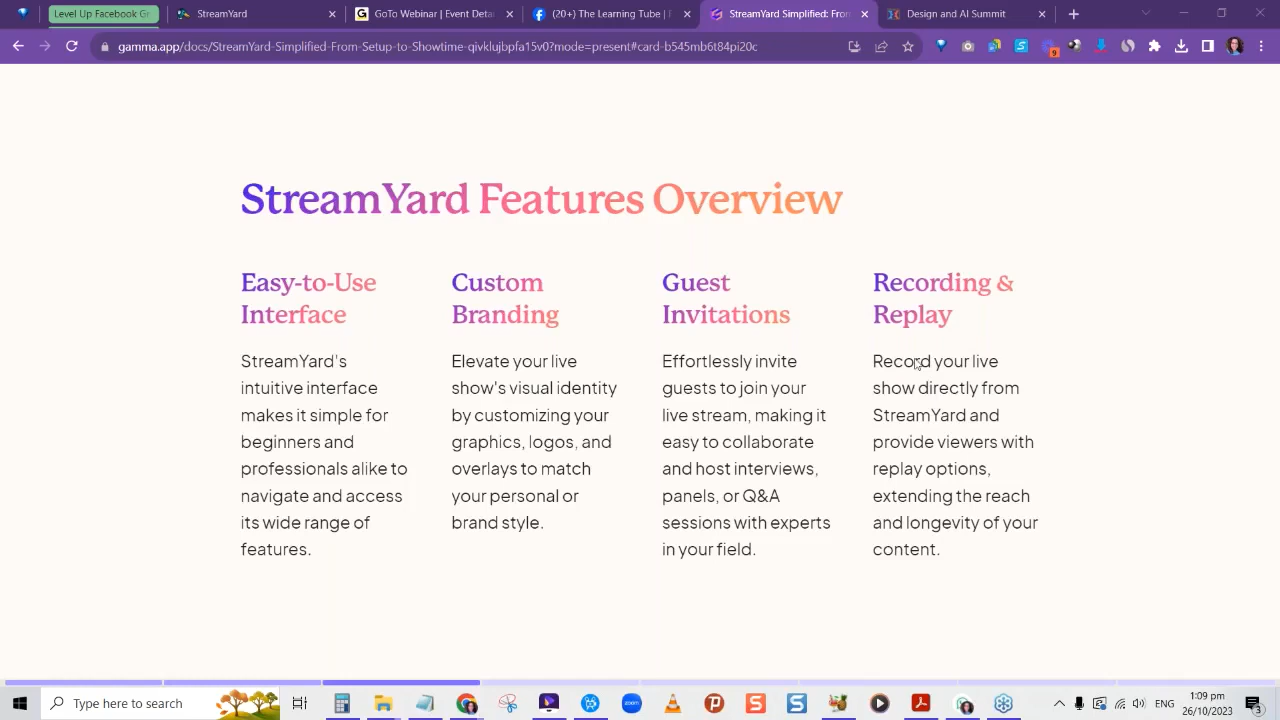 Level Up Facebook Gr
StreamYard
GoTo Webinar | Event Detai
(20+) The Learning Tube | F
StreamYard Simplified: From
Design and AI Summit
gamma.app/docs/StreamYard-Simplified-From-Setup-to-Showtime-qivklujbpfa15v0?mode=present#card-b545mb6t84pi20c
9
StreamYard Features Overview
Easy-to-Use
Interface
StreamYard's
intuitive interface
makes it simple for
beginners and
professionals alike to
navigate and access
its wide range of
features.
Custom
Branding
Elevate your live
show's visual identity
by customizing your
graphics, logos, and
overlays to match
your personal or
brand style.
Guest
Invitations
Effortlessly invite
guests to join your
live stream, making it
easy to collaborate
and host interviews,
panels, or Q&A
sessions with experts
in your field.
Recording &
Replay
Record your live
show directly from
StreamYard and
provide viewers with
replay options,
extending the reach
and longevity of your
content.
Type here to search
zoom
ENG
1:09 pm
26/10/2023
3